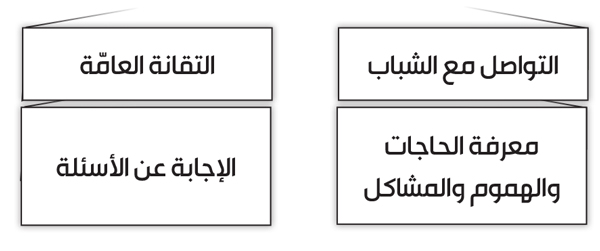 التواصل مع الشباب
التقانة العامّة
معرفة الحاجات
والهموم والمشاكل
الإجابة عن الأسئلة